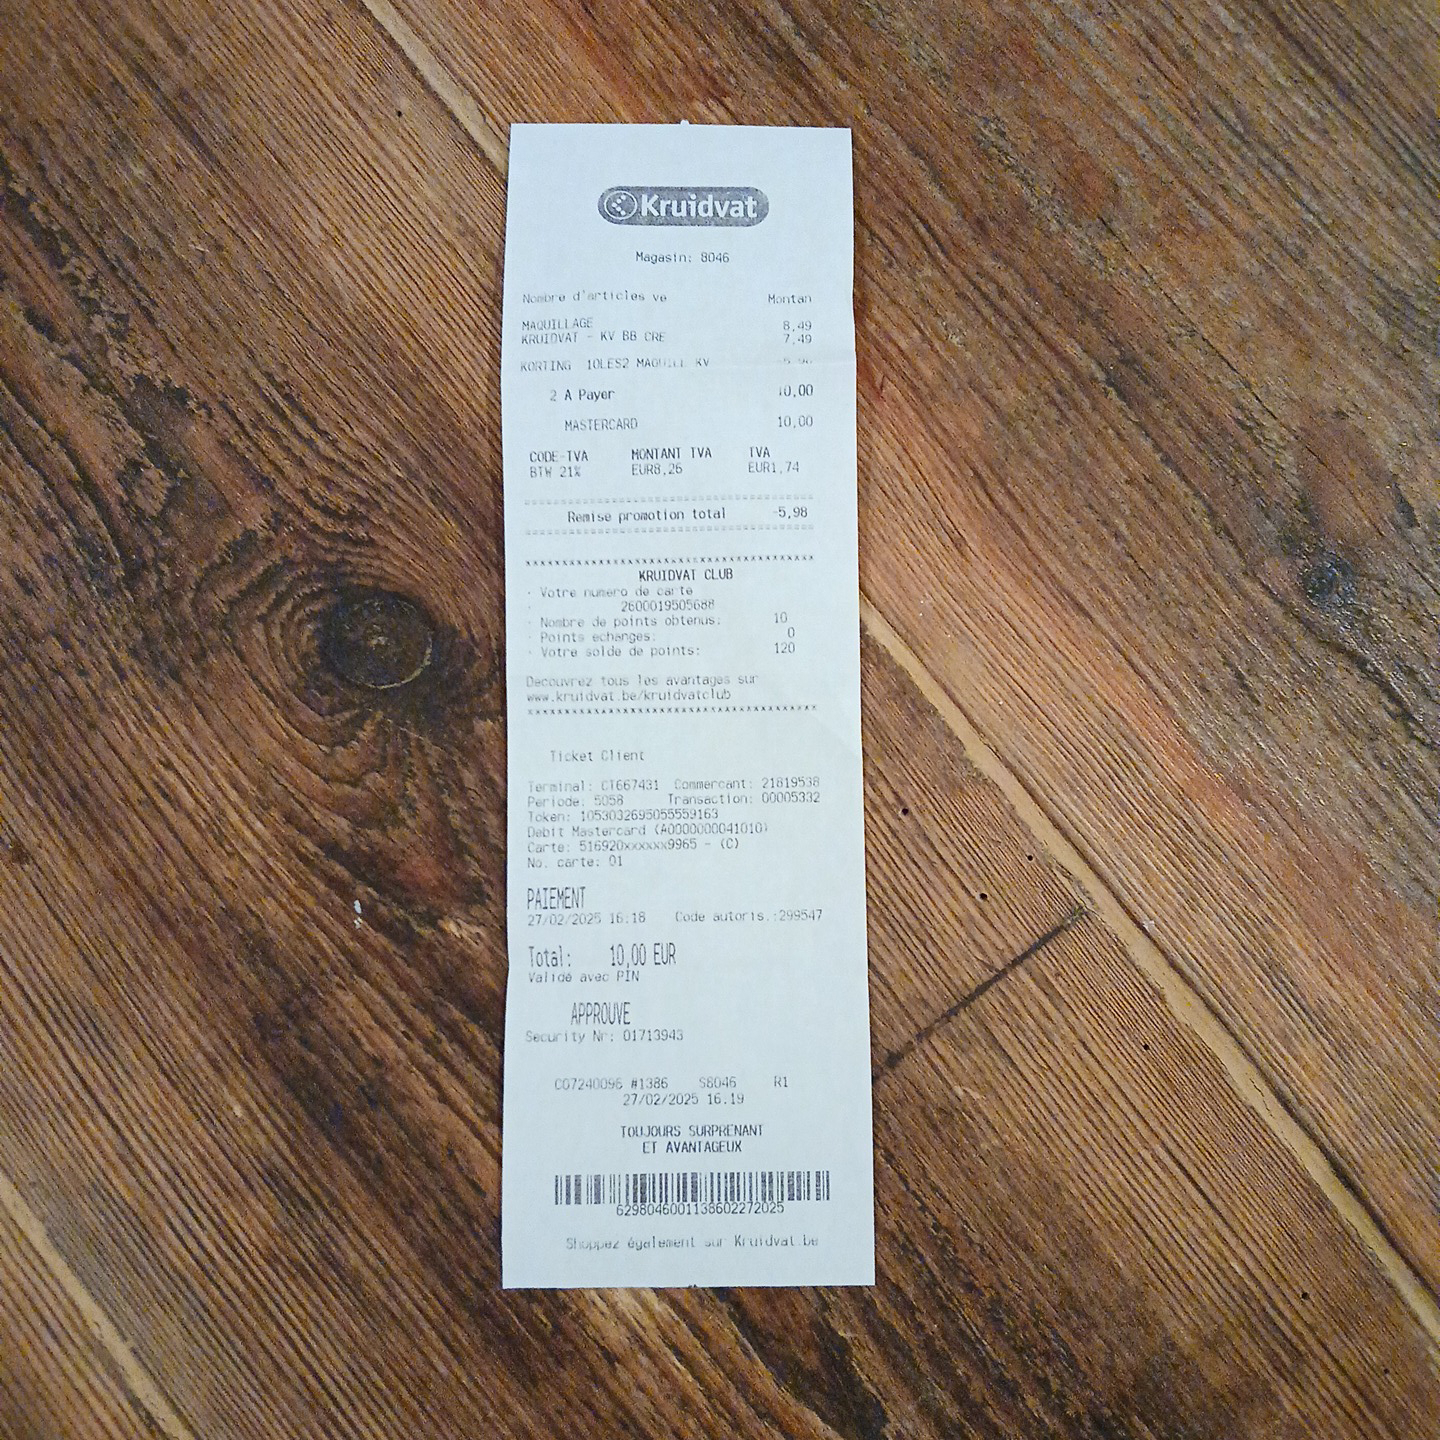 Kruidvat
Magasin: 8046
Nombre d'articles ve Montan
MAQUILLAGE 8,49
KRUIDVAT - KV BB CRE 7,49
KORTING 10LES2 MAQUILL KV -5,98
2 A Payer 10,00
MASTERCARD 10,00
CODE-TVA MONTANT TVA TVA
BTW 21% EUR8,26 EUR1,74
Remise promotion total -5,98
KRUIDVAT CLUB
· Votre numero de carte
· 2600019505688
· Nombre de points obtenus: 10
· Points echanges: 0
· Votre solde de points: 120
Decouvrez tous les avantages sur
www.kruidvat.be/kruidvatclub
Ticket Client
Terminal: CT667431 Commercant: 21819538
Periode: 5058 Transaction: 00005332
Token: 1053032695055559163
Debit Mastercard (A0000000041010)
Carte: 516920xxxxxx9965 - (C)
No. carte: 01
PAIEMENT
27/02/2025 16:18 Code autoris.:299547
Total: 10,00 EUR
Validé avec PIN
APPROUVE
Security Nr: 01713943
C07240096 #1386 S8046 R1
27/02/2025 16.19
TOUJOURS SURPRENANT
ET AVANTAGEUX
6298046001138602272025
Shoppez également sur Kruidvat.be